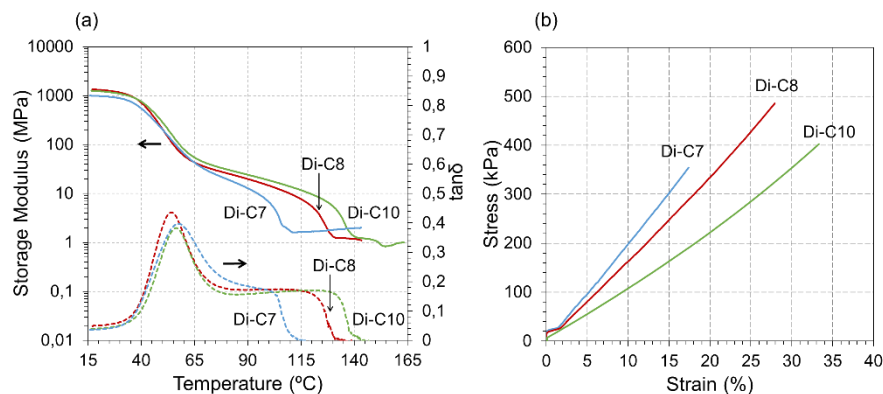 (a)
10000
1000
100
10
1
0,1
0,01
Storage Modulus (MPa)
1
0,9
0,8
0,7
0,6
0,5
0,4
0,3
0,2
0,1
0
tanδ
Di-C8
Di-C7
Di-C10
Di-C8
Di-C7
Di-C10
15 40 65 90 115 140 165
Temperature (ºC)
(b)
600
500
400
300
200
100
0
Stress (kPa)
Di-C8
Di-C7
Di-C10
0 5 10 15 20 25 30 35 40
Strain (%)